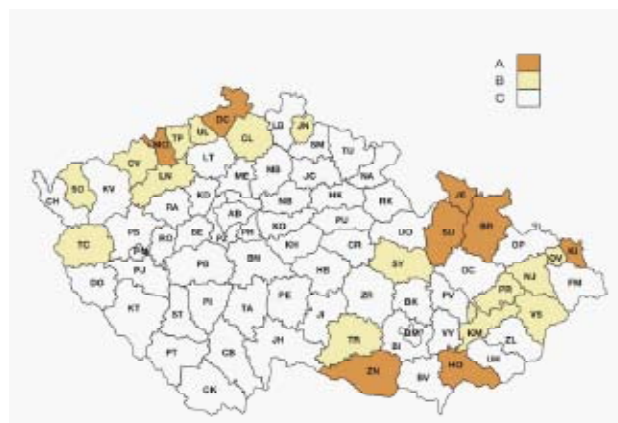 A
B
C
DC
MO
TP
UL
CL
LB
JN
SM
TU
CV
LN
LT
ME
MB
JC
NA
CH
SO
KV
RA
KD
AB
NB
HK
RK
JE
SU
BR
TC
PS
RO
BE
PZ
PH
KO
PU
UO
OP
KI
OV
DO
PJ
PM
PB
BN
KH
CR
SY
OC
NJ
FM
KT
ST
PI
TA
PE
HB
ZR
BK
PV
PR
VS
PT
CB
JH
JI
TR
BI
BM
VY
KM
ZL
CK
ZN
BV
HO
UH